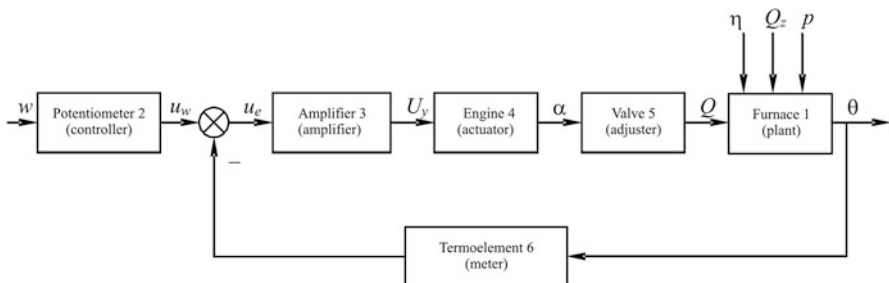 η
Q_z
p
w
Potentiometer 2
(controller)
u_w
u_e
Amplifier 3
(amplifier)
U_y
Engine 4
(actuator)
α
Valve 5
(adjuster)
Q
Furnace 1
(plant)
θ
–
Termoelement 6
(meter)